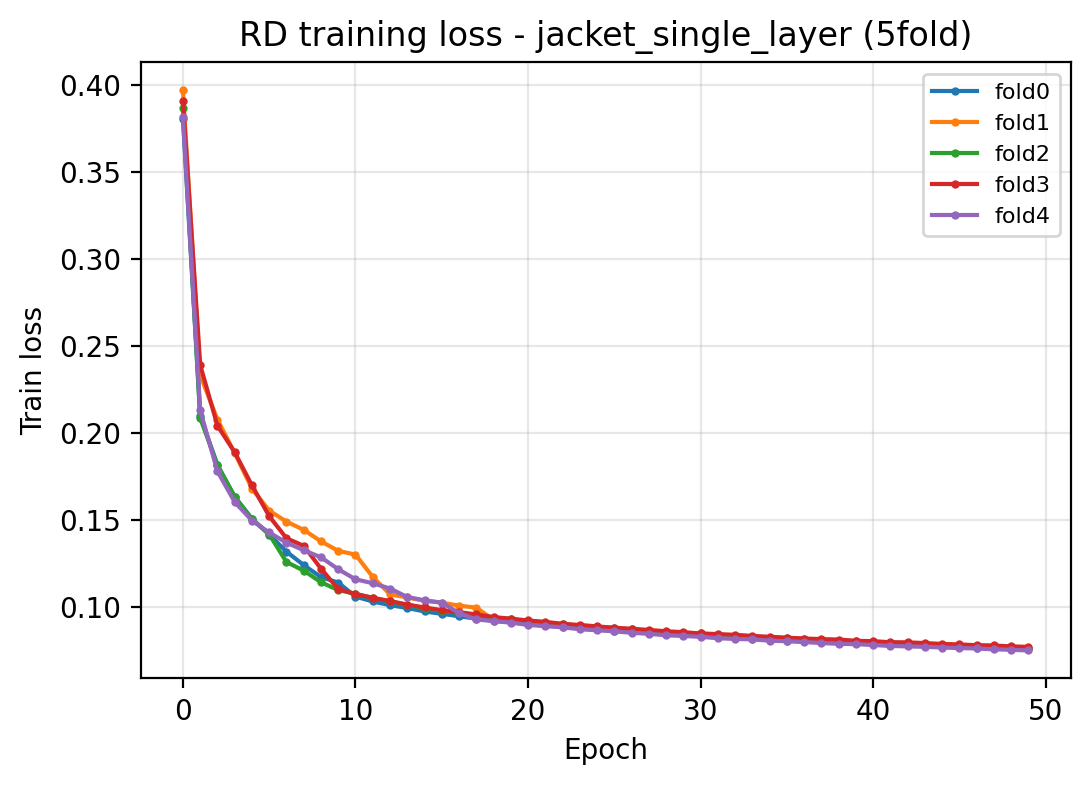 RD training loss - jacket_single_layer (5fold)
Train loss
0.40
0.35
0.30
0.25
0.20
0.15
0.10
fold0
fold1
fold2
fold3
fold4
0 10 20 30 40 50
Epoch